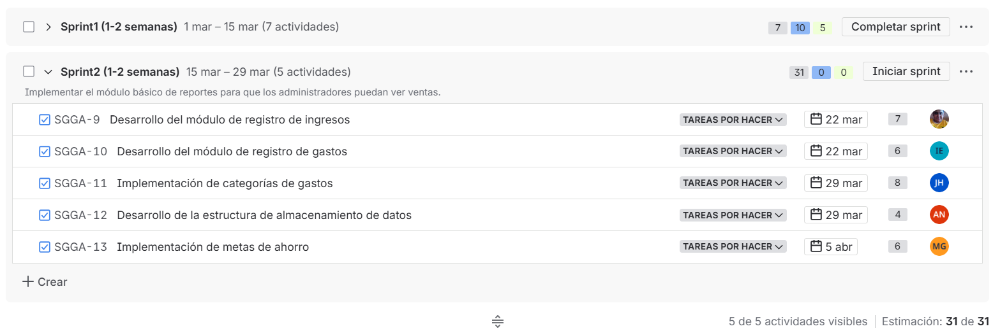 Sprint1 (1-2 semanas) 1 mar – 15 mar (7 actividades) 7 10 5 Completar sprint
Sprint2 (1-2 semanas) 15 mar – 29 mar (5 actividades) 31 0 0 Iniciar sprint
Implementar el módulo básico de reportes para que los administradores puedan ver ventas.
SGGA-9 Desarrollo del módulo de registro de ingresos TAREAS POR HACER 22 mar 7
SGGA-10 Desarrollo del módulo de registro de gastos TAREAS POR HACER 22 mar 6 IE
SGGA-11 Implementación de categorías de gastos TAREAS POR HACER 29 mar 8 JH
SGGA-12 Desarrollo de la estructura de almacenamiento de datos TAREAS POR HACER 29 mar 4 AN
SGGA-13 Implementación de metas de ahorro TAREAS POR HACER 5 abr 6 MG
Crear
5 de 5 actividades visibles Estimación: 31 de 31